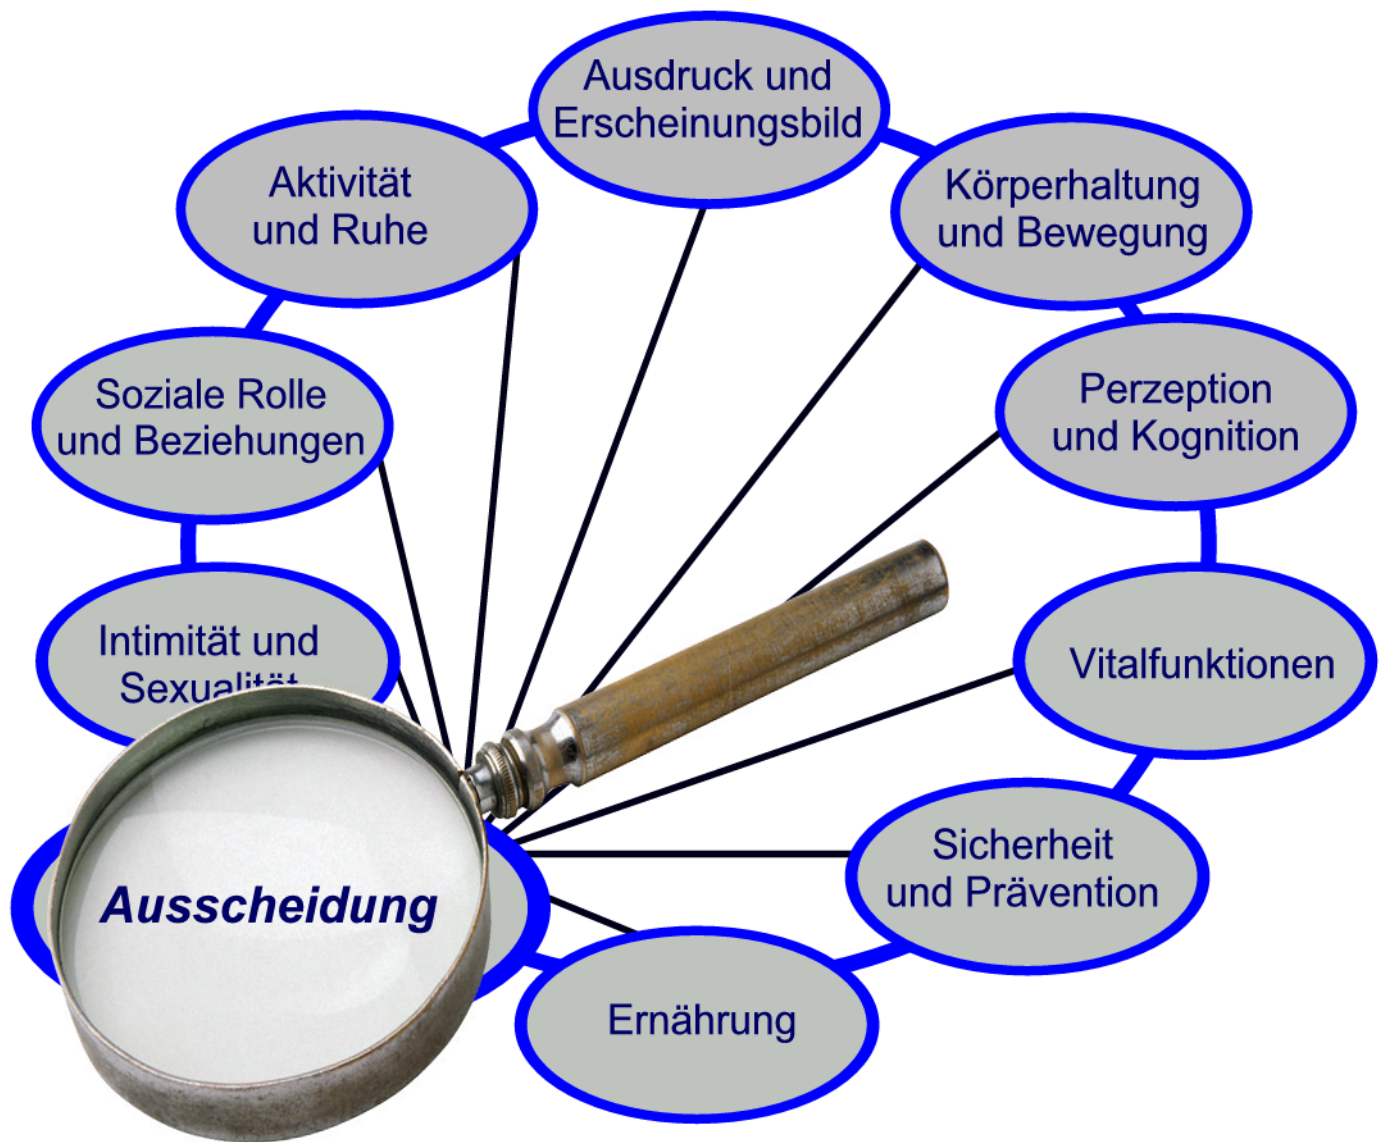 Ausdruck und
Erscheinungsbild
Aktivität
und Ruhe
Körperhaltung
und Bewegung
Soziale Rolle
und Beziehungen
Perzeption
und Kognition
Intimität und
Sexualität
Vitalfunktionen
Sicherheit
und Prävention
Ausscheidung
Ernährung